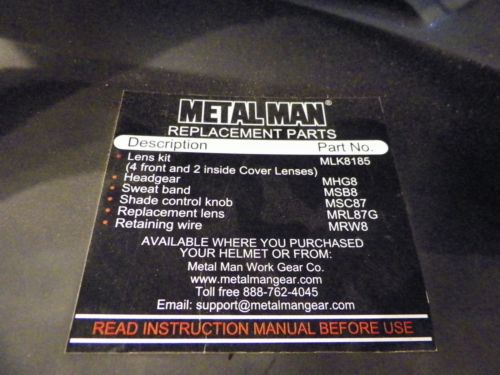 METAL MAN®
REPLACEMENT PARTS
Description Part No.
• Lens kit MLK8185
(4 front and 2 inside Cover Lenses)
• Headgear MHG8
• Sweat band MSB8
• Shade control knob MSC87
• Replacement lens MRL87G
• Retaining wire MRW8
AVAILABLE WHERE YOU PURCHASED
YOUR HELMET OR FROM:
Metal Man Work Gear Co.
www.metalmangear.com
Toll free 888-762-4045
Email: support@metalmangear.com
READ INSTRUCTION MANUAL BEFORE USE